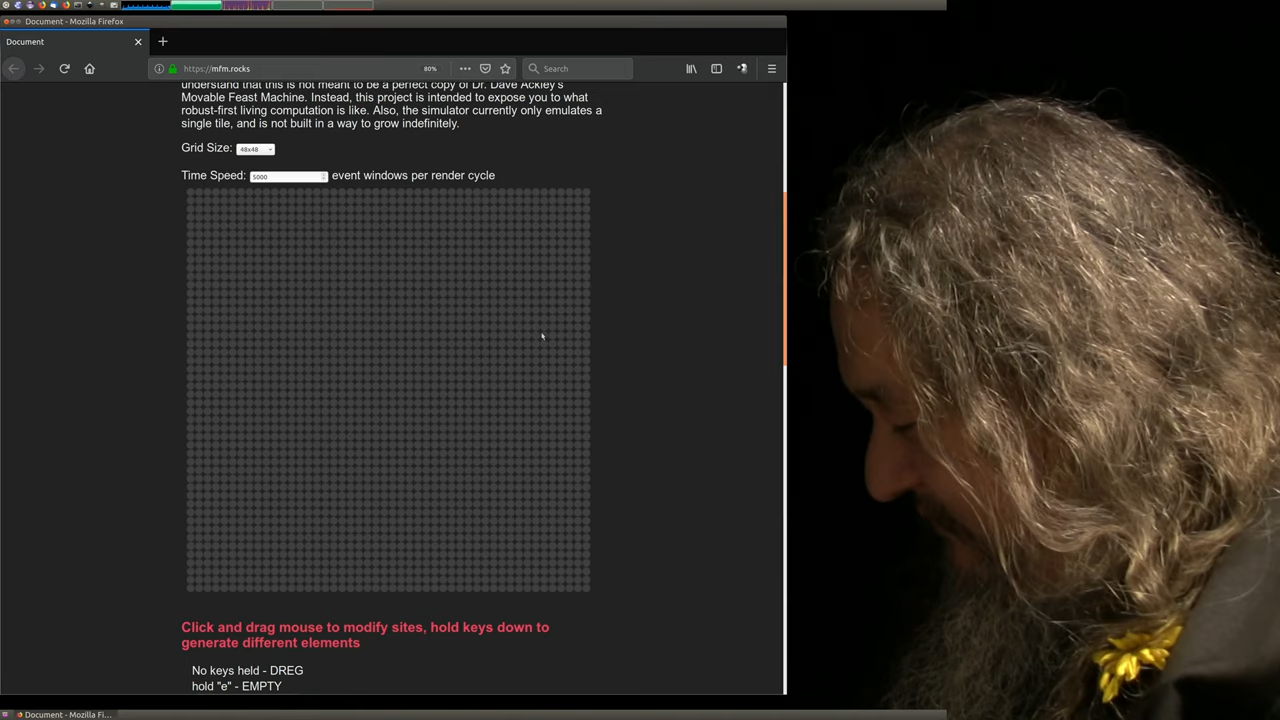 Document - Mozilla Firefox
Document
https://mfm.rocks
80%
Search
understand that this is not meant to be a perfect copy of Dr. Dave Ackley's
Movable Feast Machine. Instead, this project is intended to expose you to what
robust-first living computation is like. Also, the simulator currently only emulates a
single tile, and is not built in a way to grow indefinitely.
Grid Size: 48x48
Time Speed: 5000 event windows per render cycle
Click and drag mouse to modify sites, hold keys down to
generate different elements
No keys held - DREG
hold "e" - EMPTY
Document - Mozilla Fi...